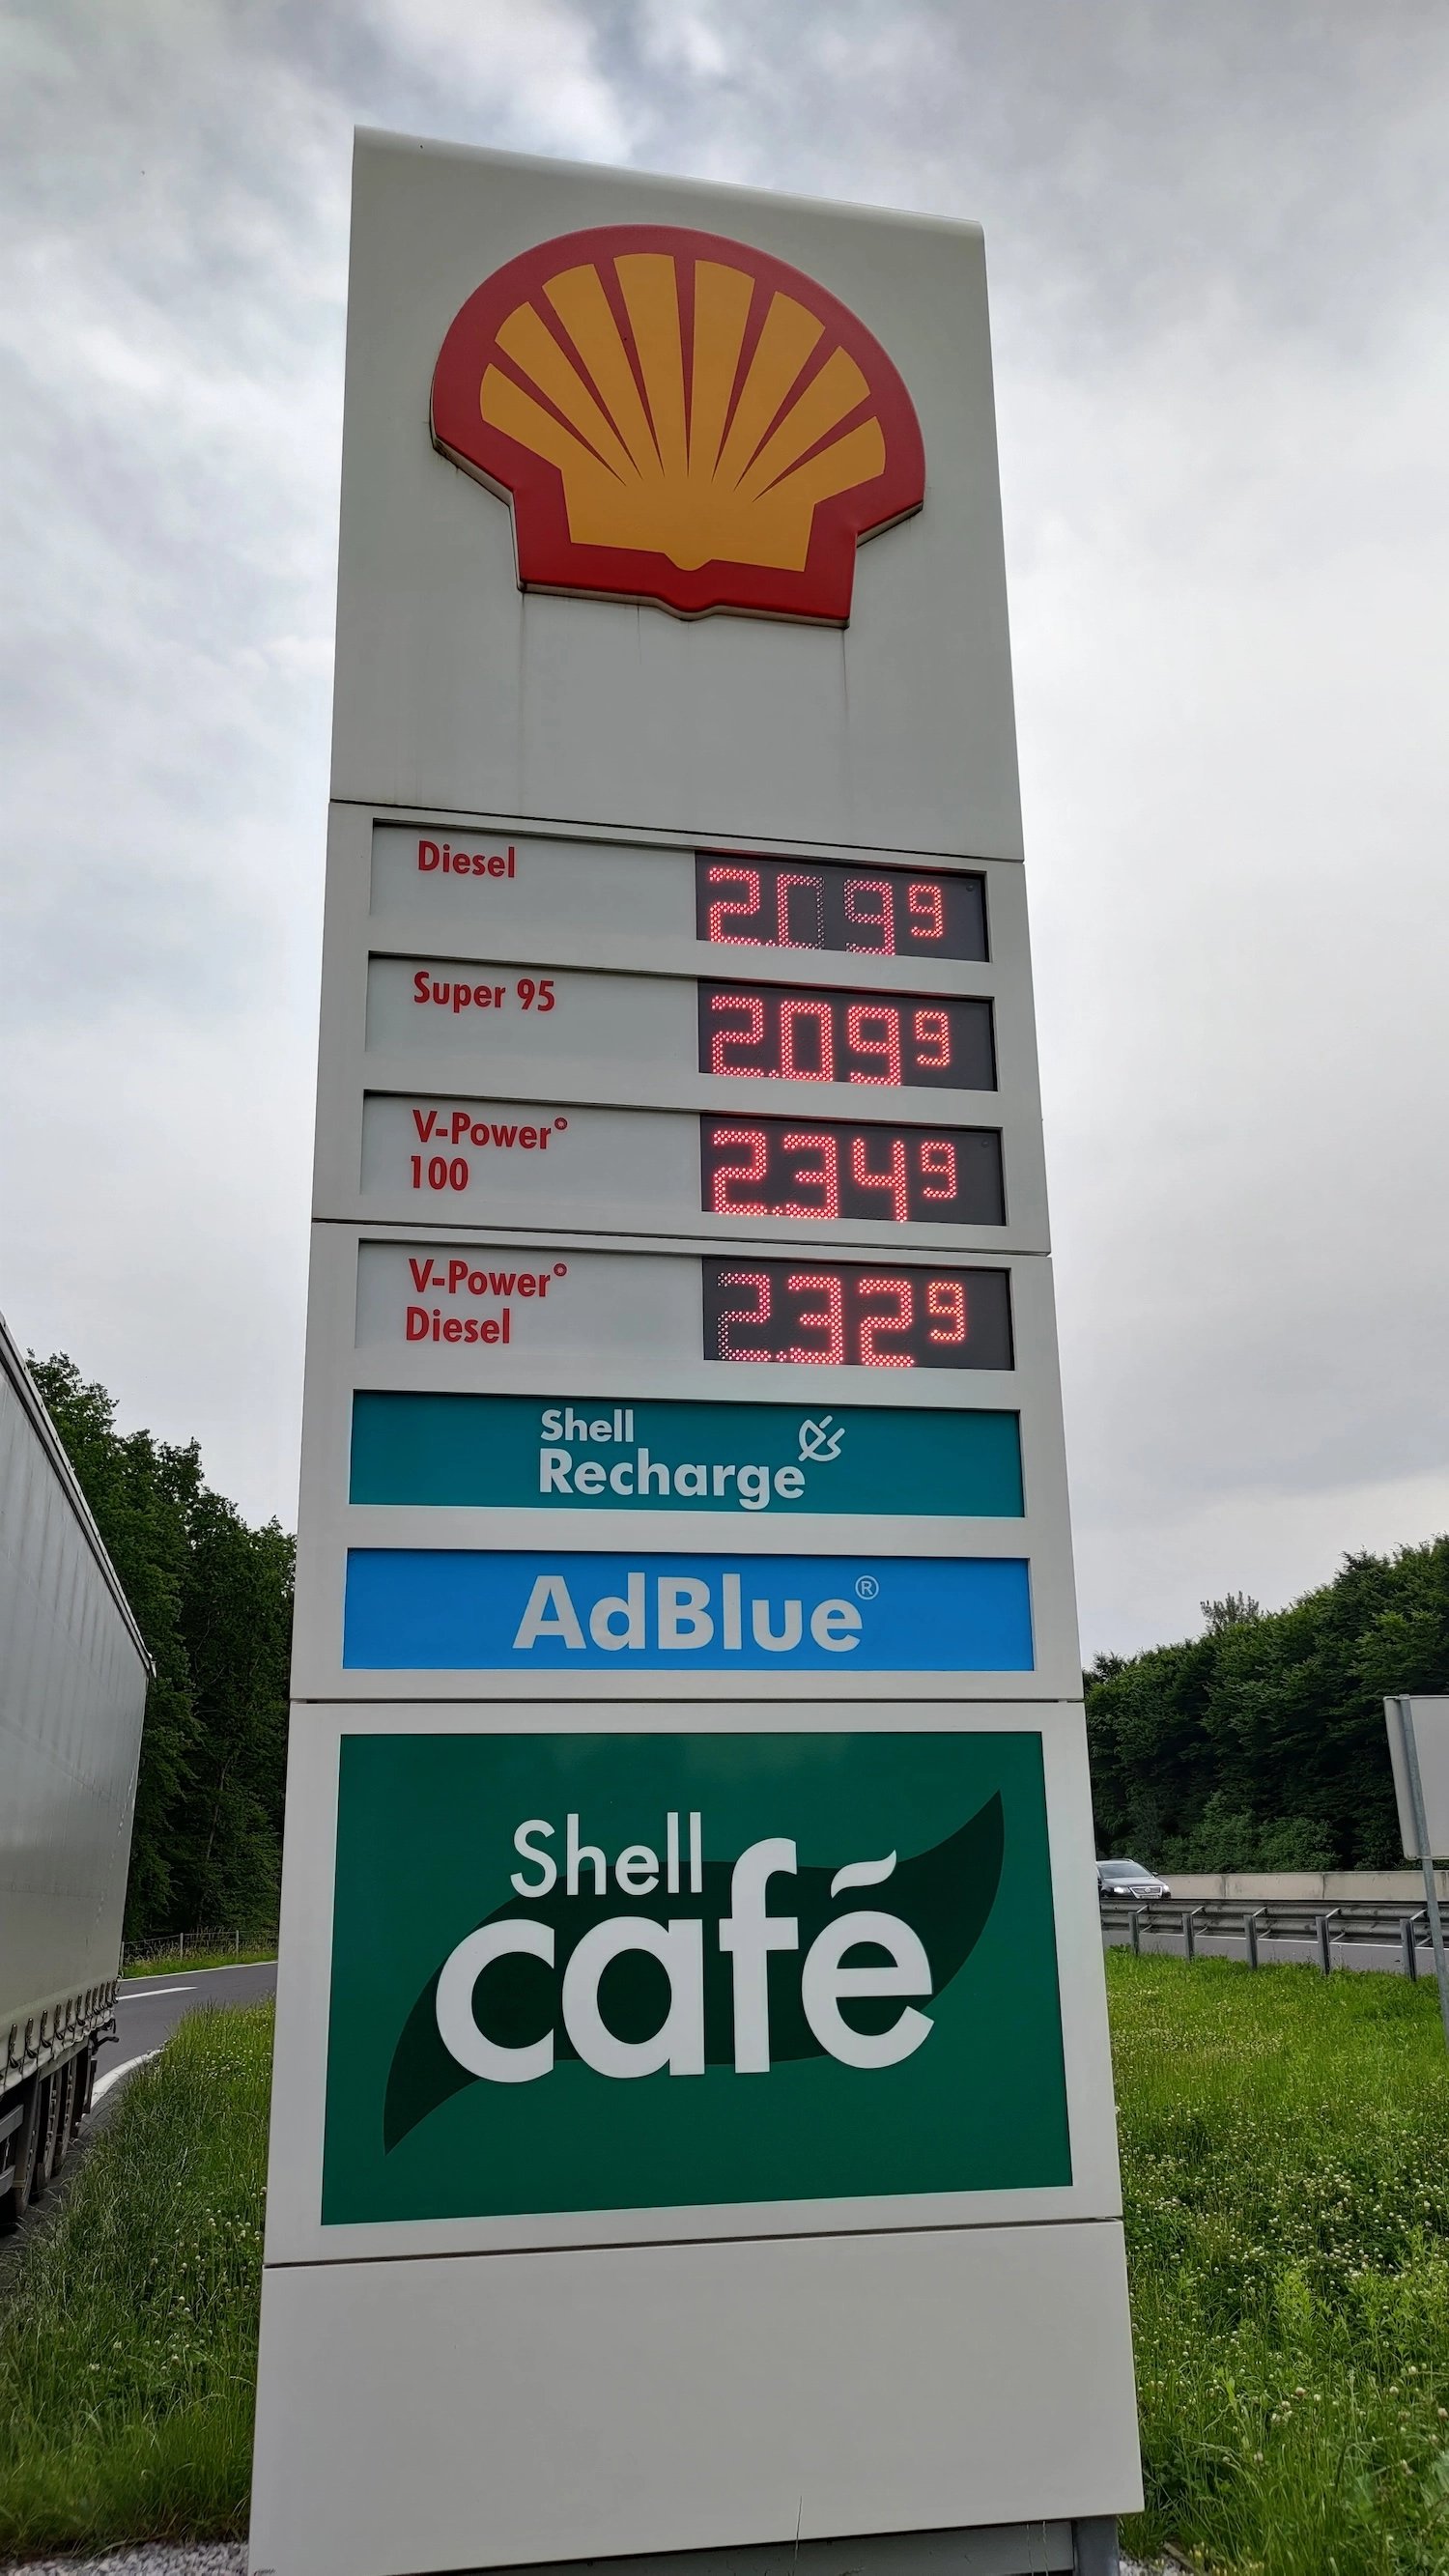 Diesel 2.099
Super 95 2.099
V-Power°
100 2.349
V-Power°
Diesel 2.329
Shell
Recharge
AdBlue®
Shell
café